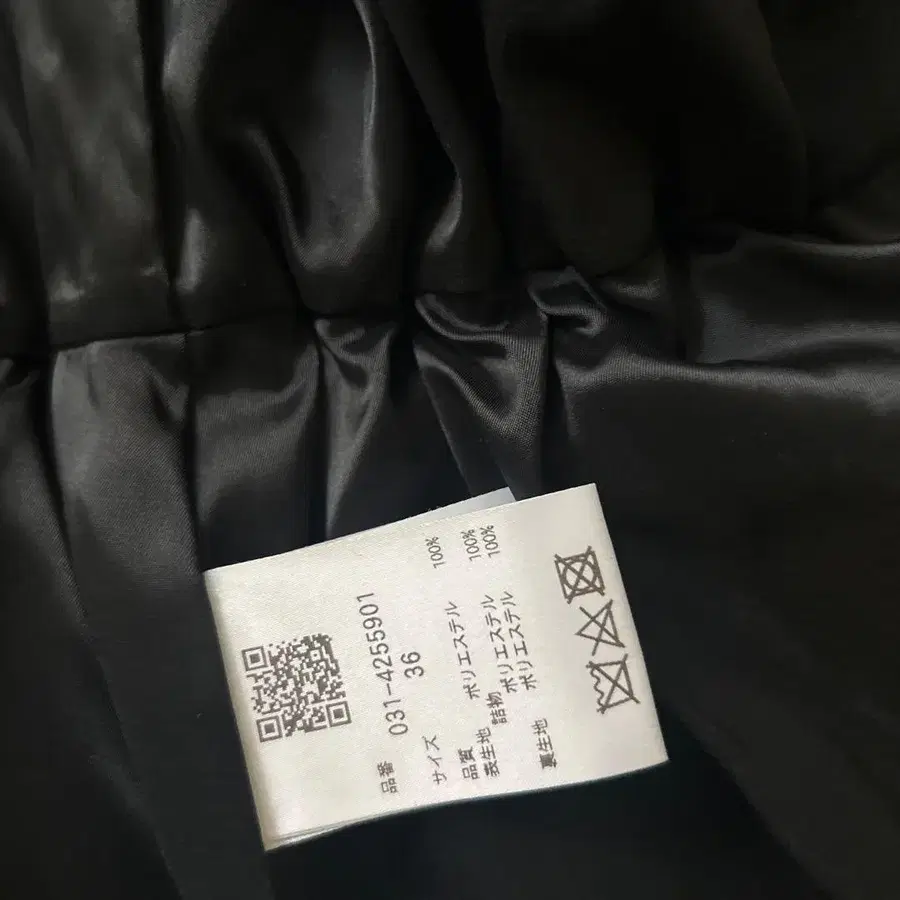 品番 031-4255901
サイズ 36
品質
表生地 ポリエステル 100%
詰物 ポリエステル 100%
裏生地 ポリエステル 100%